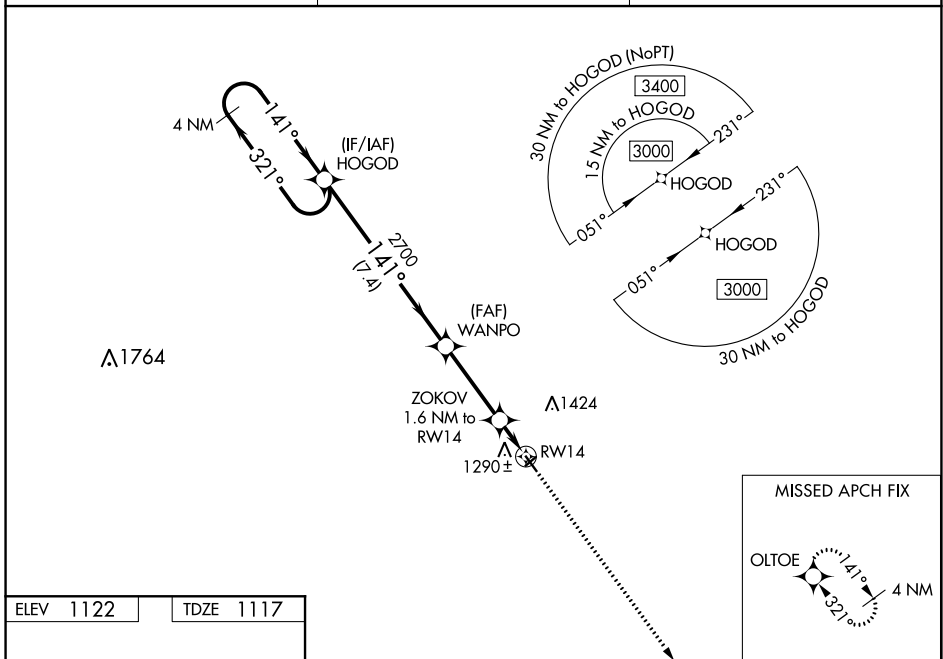 30 NM to HOGOD (NoPT)
3400
15 NM to HOGOD
3000
231°
HOGOD
051°
4 NM
141°
321°
(IF/IAF)
HOGOD
231°
HOGOD
051°
3000
30 NM to HOGOD
2700
141°
(7.4)
(FAF)
WANPO
1764
ZOKOV
1.6 NM to
RW14
1424
1290±
RW14
MISSED APCH FIX
OLTOE
141°
321°
4 NM
ELEV 1122
TDZE 1117